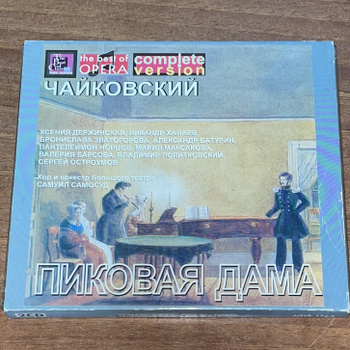 the best of
OPERA
complete
version
ЧАЙКОВСКИЙ
КСЕНИЯ ДЕРЖИНСКАЯ, НИКАНДР ХАНАЕВ,
БРОНИСЛАВА ЗЛАТОГОРОВА, АЛЕКСАНДР БАТУРИН,
ПАНТЕЛЕЙМОН НОРЦОВ, МАРИЯ МАКСАКОВА,
ВАЛЕРИЯ БАРСОВА, ВЛАДИМИР ПОЛИТКОВСКИЙ,
СЕРГЕЙ ОСТРОУМОВ
Хор и оркестр Большого театра,
САМУИЛ САМОСУД
ПИКОВАЯ ДАМА